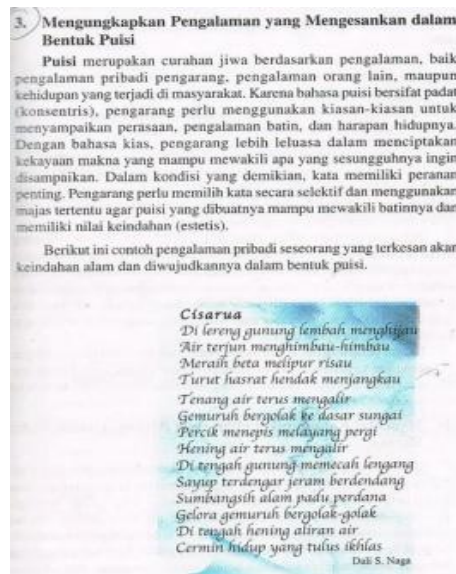 3. Mengungkapkan Pengalaman yang Mengesankan dalam
Bentuk Puisi
Puisi merupakan curahan jiwa berdasarkan pengalaman, baik
pengalaman pribadi pengarang, pengalaman orang lain, maupun
kehidupan yang terjadi di masyarakat. Karena bahasa puisi bersifat padat
(konsentris), pengarang perlu menggunakan kiasan-kiasan untuk
menyampaikan perasaan, pengalaman batin, dan harapan hidupnya.
Dengan bahasa kias, pengarang lebih leluasa dalam menciptakan
kekayaan makna yang mampu mewakili apa yang sesungguhnya ingin
disampaikan. Dalam kondisi yang demikian, kata memiliki peranan
penting. Pengarang perlu memilih kata secara selektif dan menggunakan
majas tertentu agar puisi yang dibuatnya mampu mewakili batinnya dan
memiliki nilai keindahan (estetis).
Berikut ini contoh pengalaman pribadi seseorang yang terkesan akan
keindahan alam dan diwujudkannya dalam bentuk puisi.
Cisarua
Di lereng gunung lembah menghijau
Air terjun menghimbau-himbau
Meraih beta melipur risau
Turut hasrat hendak menjangkau
Tenang air terus mengalir
Gemuruh bergolak ke dasar sungai
Percik menepis melayang pergi
Hening air terus mengalir
Di tengah gunung memecah lengang
Sayup terdengar jeram berdendang
Sumbangsih alam padu perdana
Gelora gemuruh bergolak-golak
Di tengah hening aliran air
Cermin hidup yang tulus ikhlas
Dali S. Naga